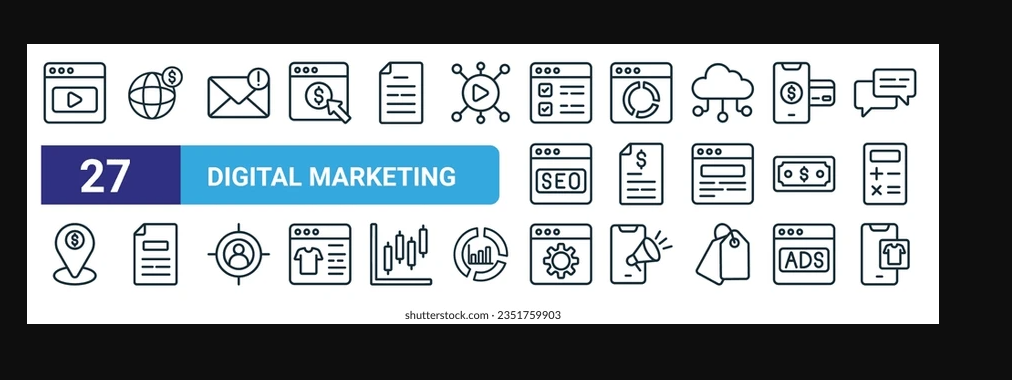 $
!
$
$
27 DIGITAL MARKETING
SEO
$
$
+ −
× =
$
ADS
shutterstock.com · 2351759903